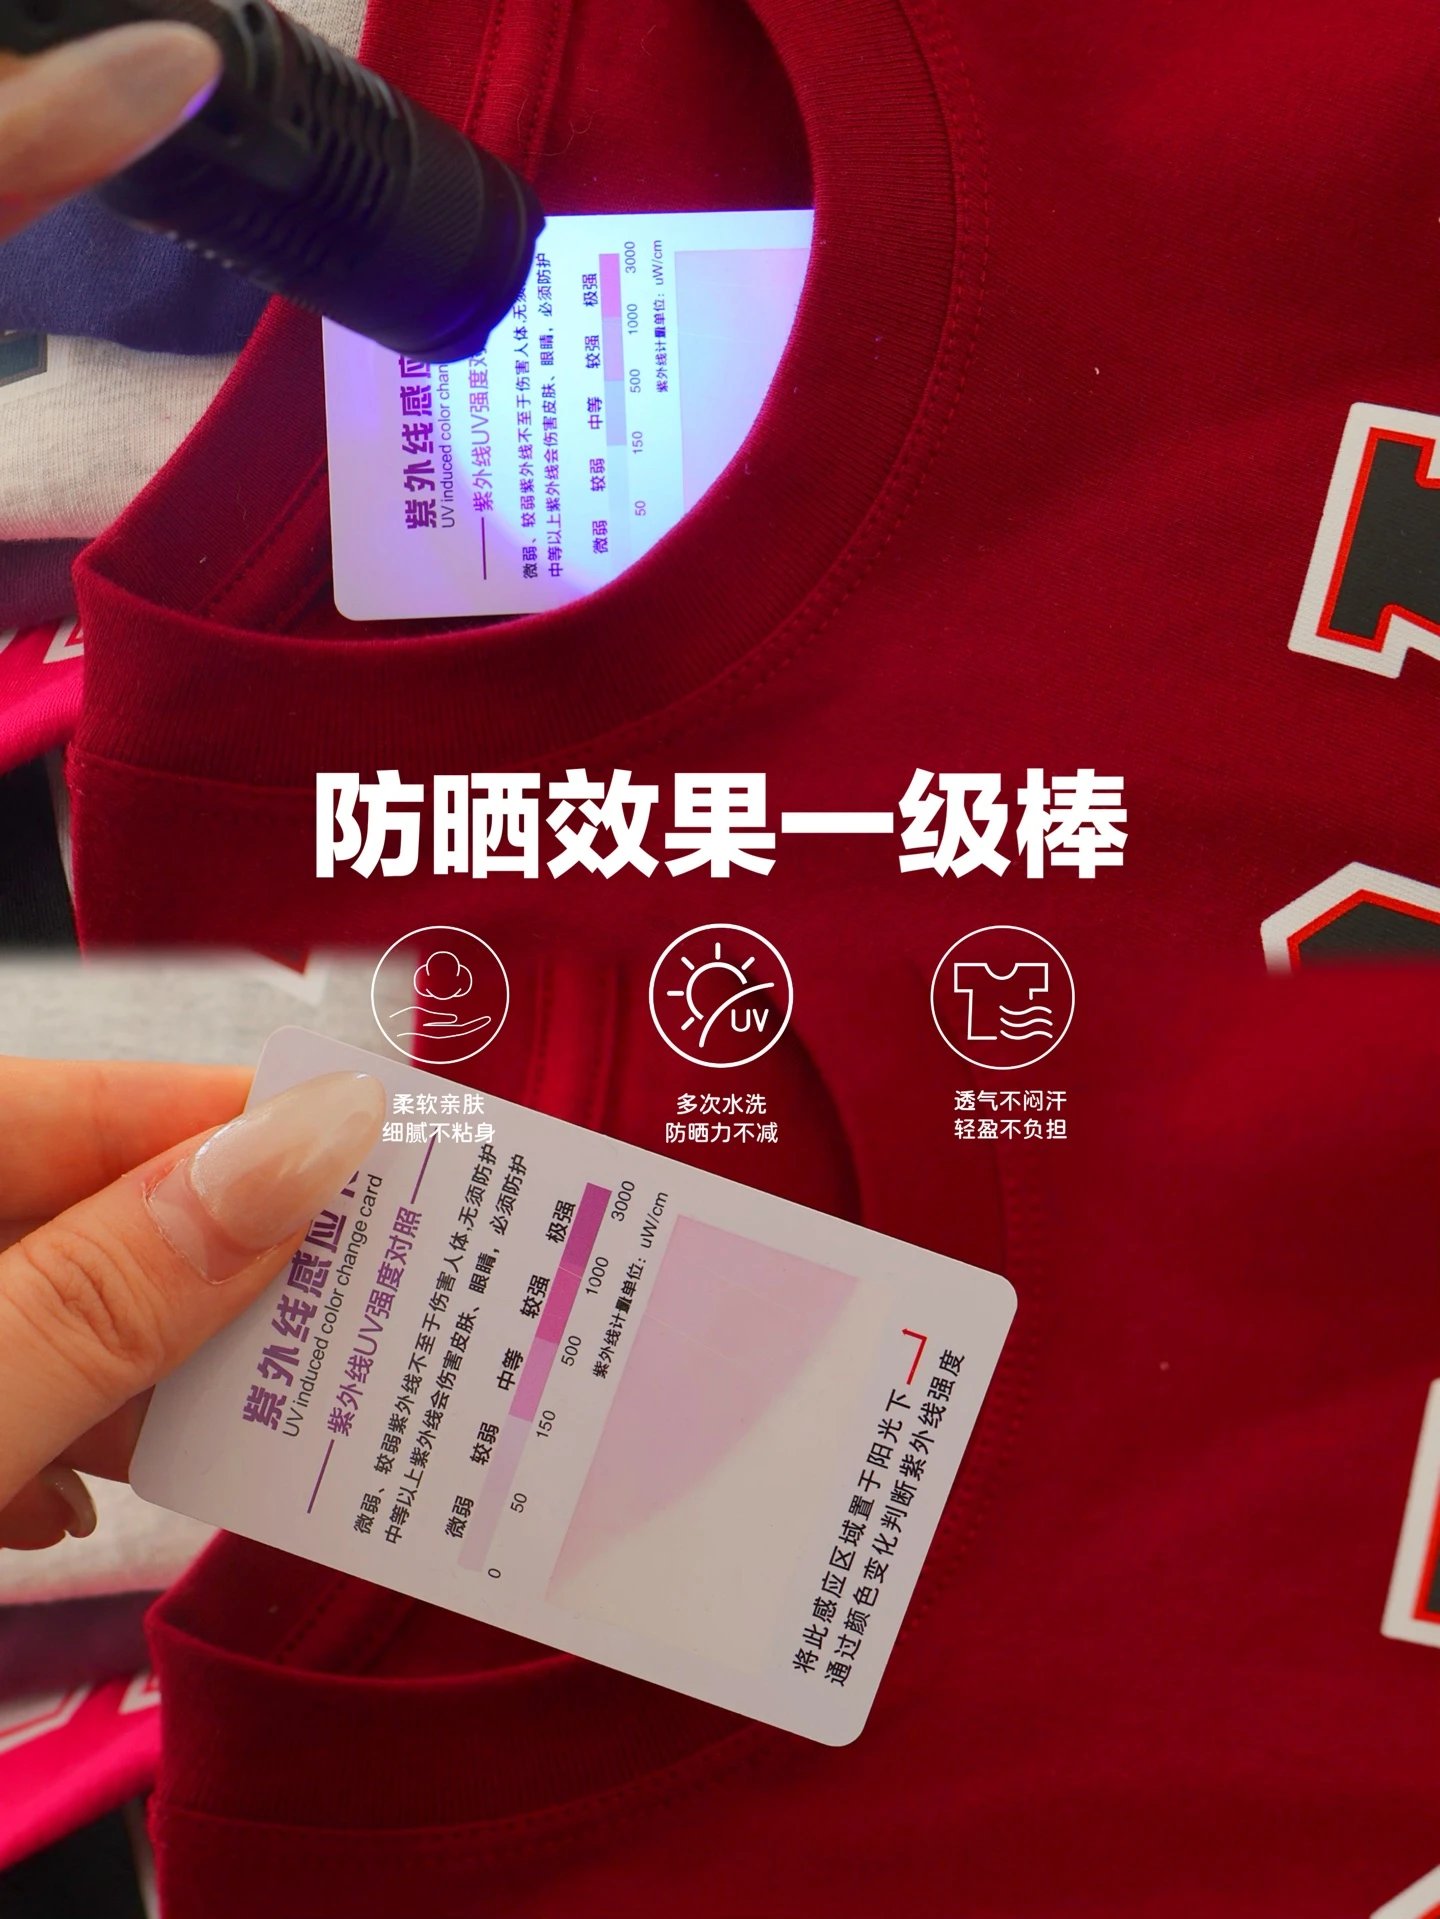 紫外线感应
UV induced color chan
紫外线UV强度对
微弱、较弱紫外线不至于伤害人体,无须
中等以上紫外线会伤害皮肤、眼睛，必须防护
微弱 较弱 中等 较强 极强
50 150 500 1000 3000
紫外线计量单位：uW/cm
防晒效果一级棒
UV
柔软亲肤
细腻不粘身
多次水洗
防晒力不减
透气不闷汗
轻盈不负担
紫外线感应卡
UV induced color change card
紫外线UV强度对照
微弱、较弱紫外线不至于伤害人体,无须防护
中等以上紫外线会伤害皮肤、眼睛，必须防护
微弱 较弱 中等 较强 极强
0 50 150 500 1000 3000
紫外线计量单位：uW/cm
将此感应区域置于阳光下
通过颜色变化判断紫外线强度